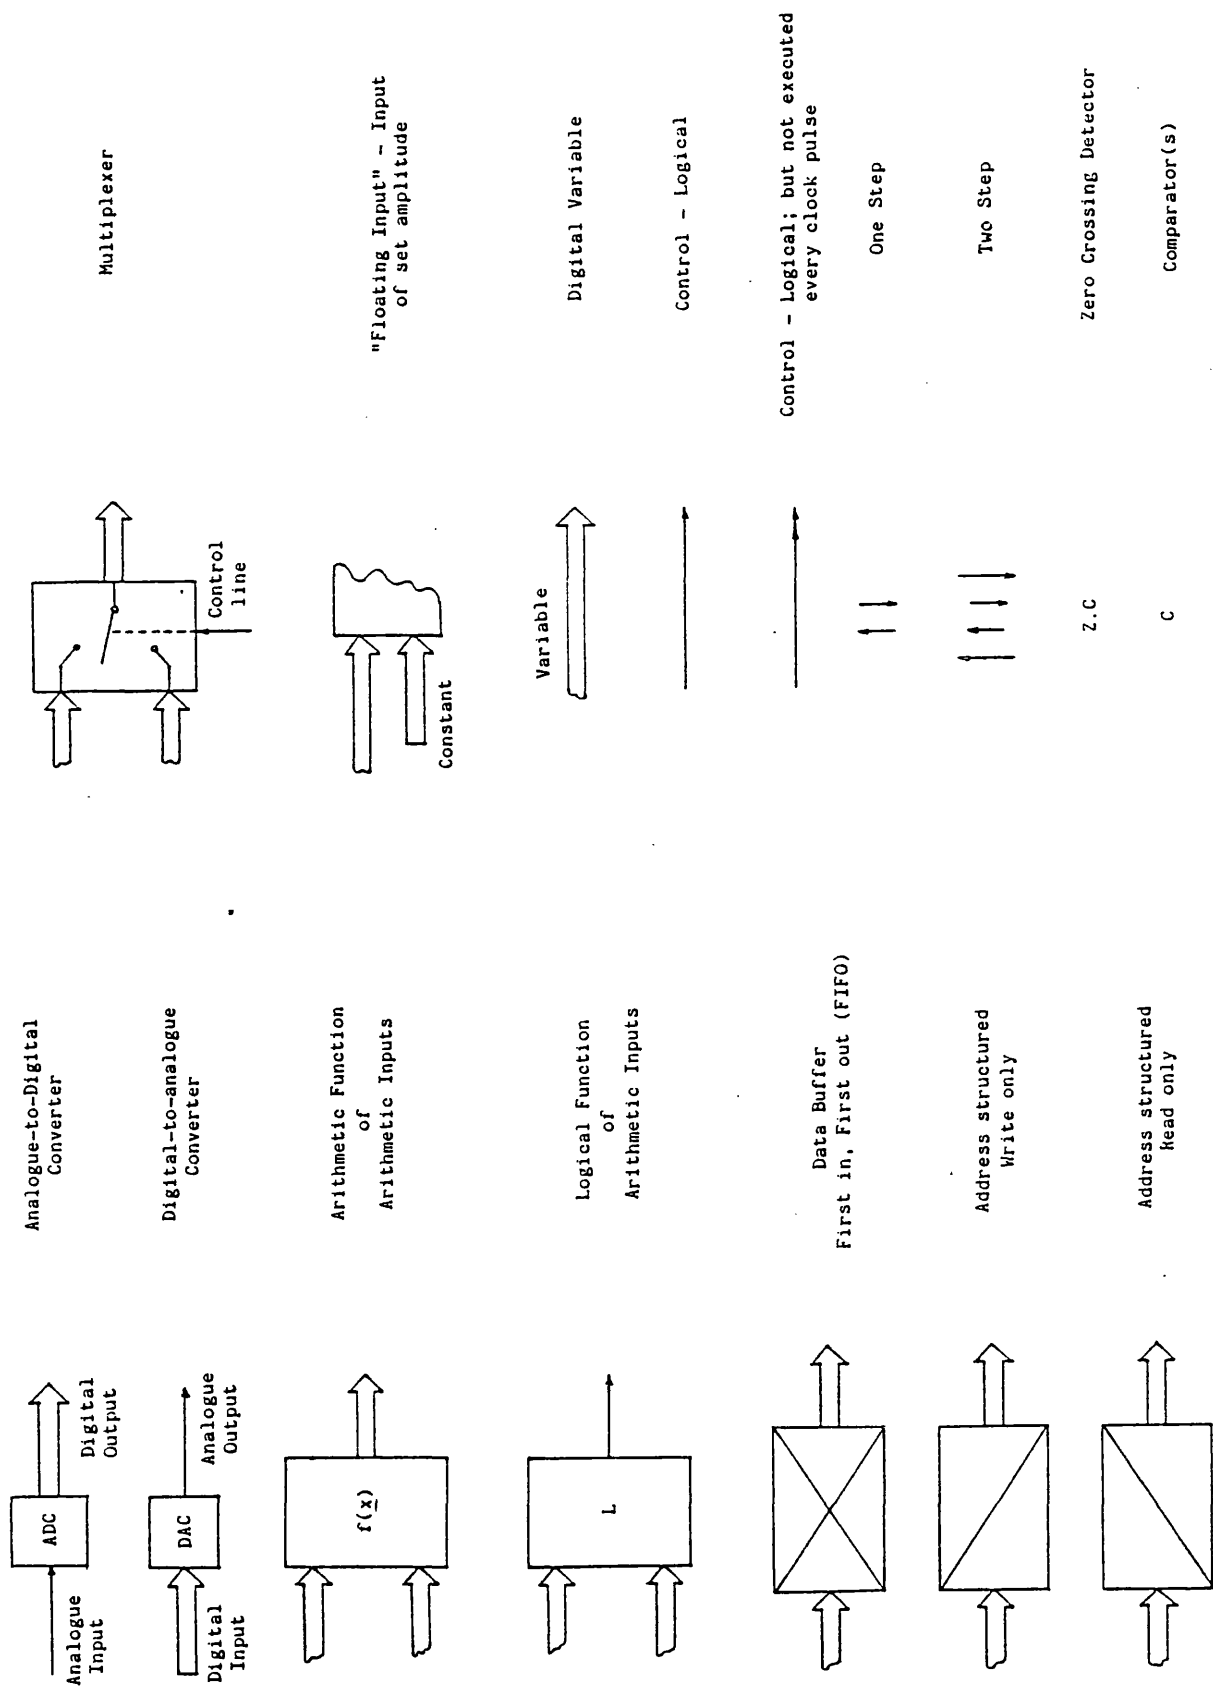 Analogue
Input
ADC
Digital
Output
Analogue-to-Digital
Converter
Digital
Input
DAC
Analogue
Output
Digital-to-analogue
Converter
f(x)
Arithmetic Function
of
Arithmetic Inputs
L
Logical Function
of
Arithmetic Inputs
Data Buffer
First in, First out (FIFO)
Address structured
Write only
Address structured
Read only
Control
line
Multiplexer
Constant
"Floating Input" - Input
of set amplitude
Variable
Digital Variable
Control - Logical
Control - Logical; but not executed
every clock pulse
One Step
Two Step
Z.C
Zero Crossing Detector
C
Comparator(s)